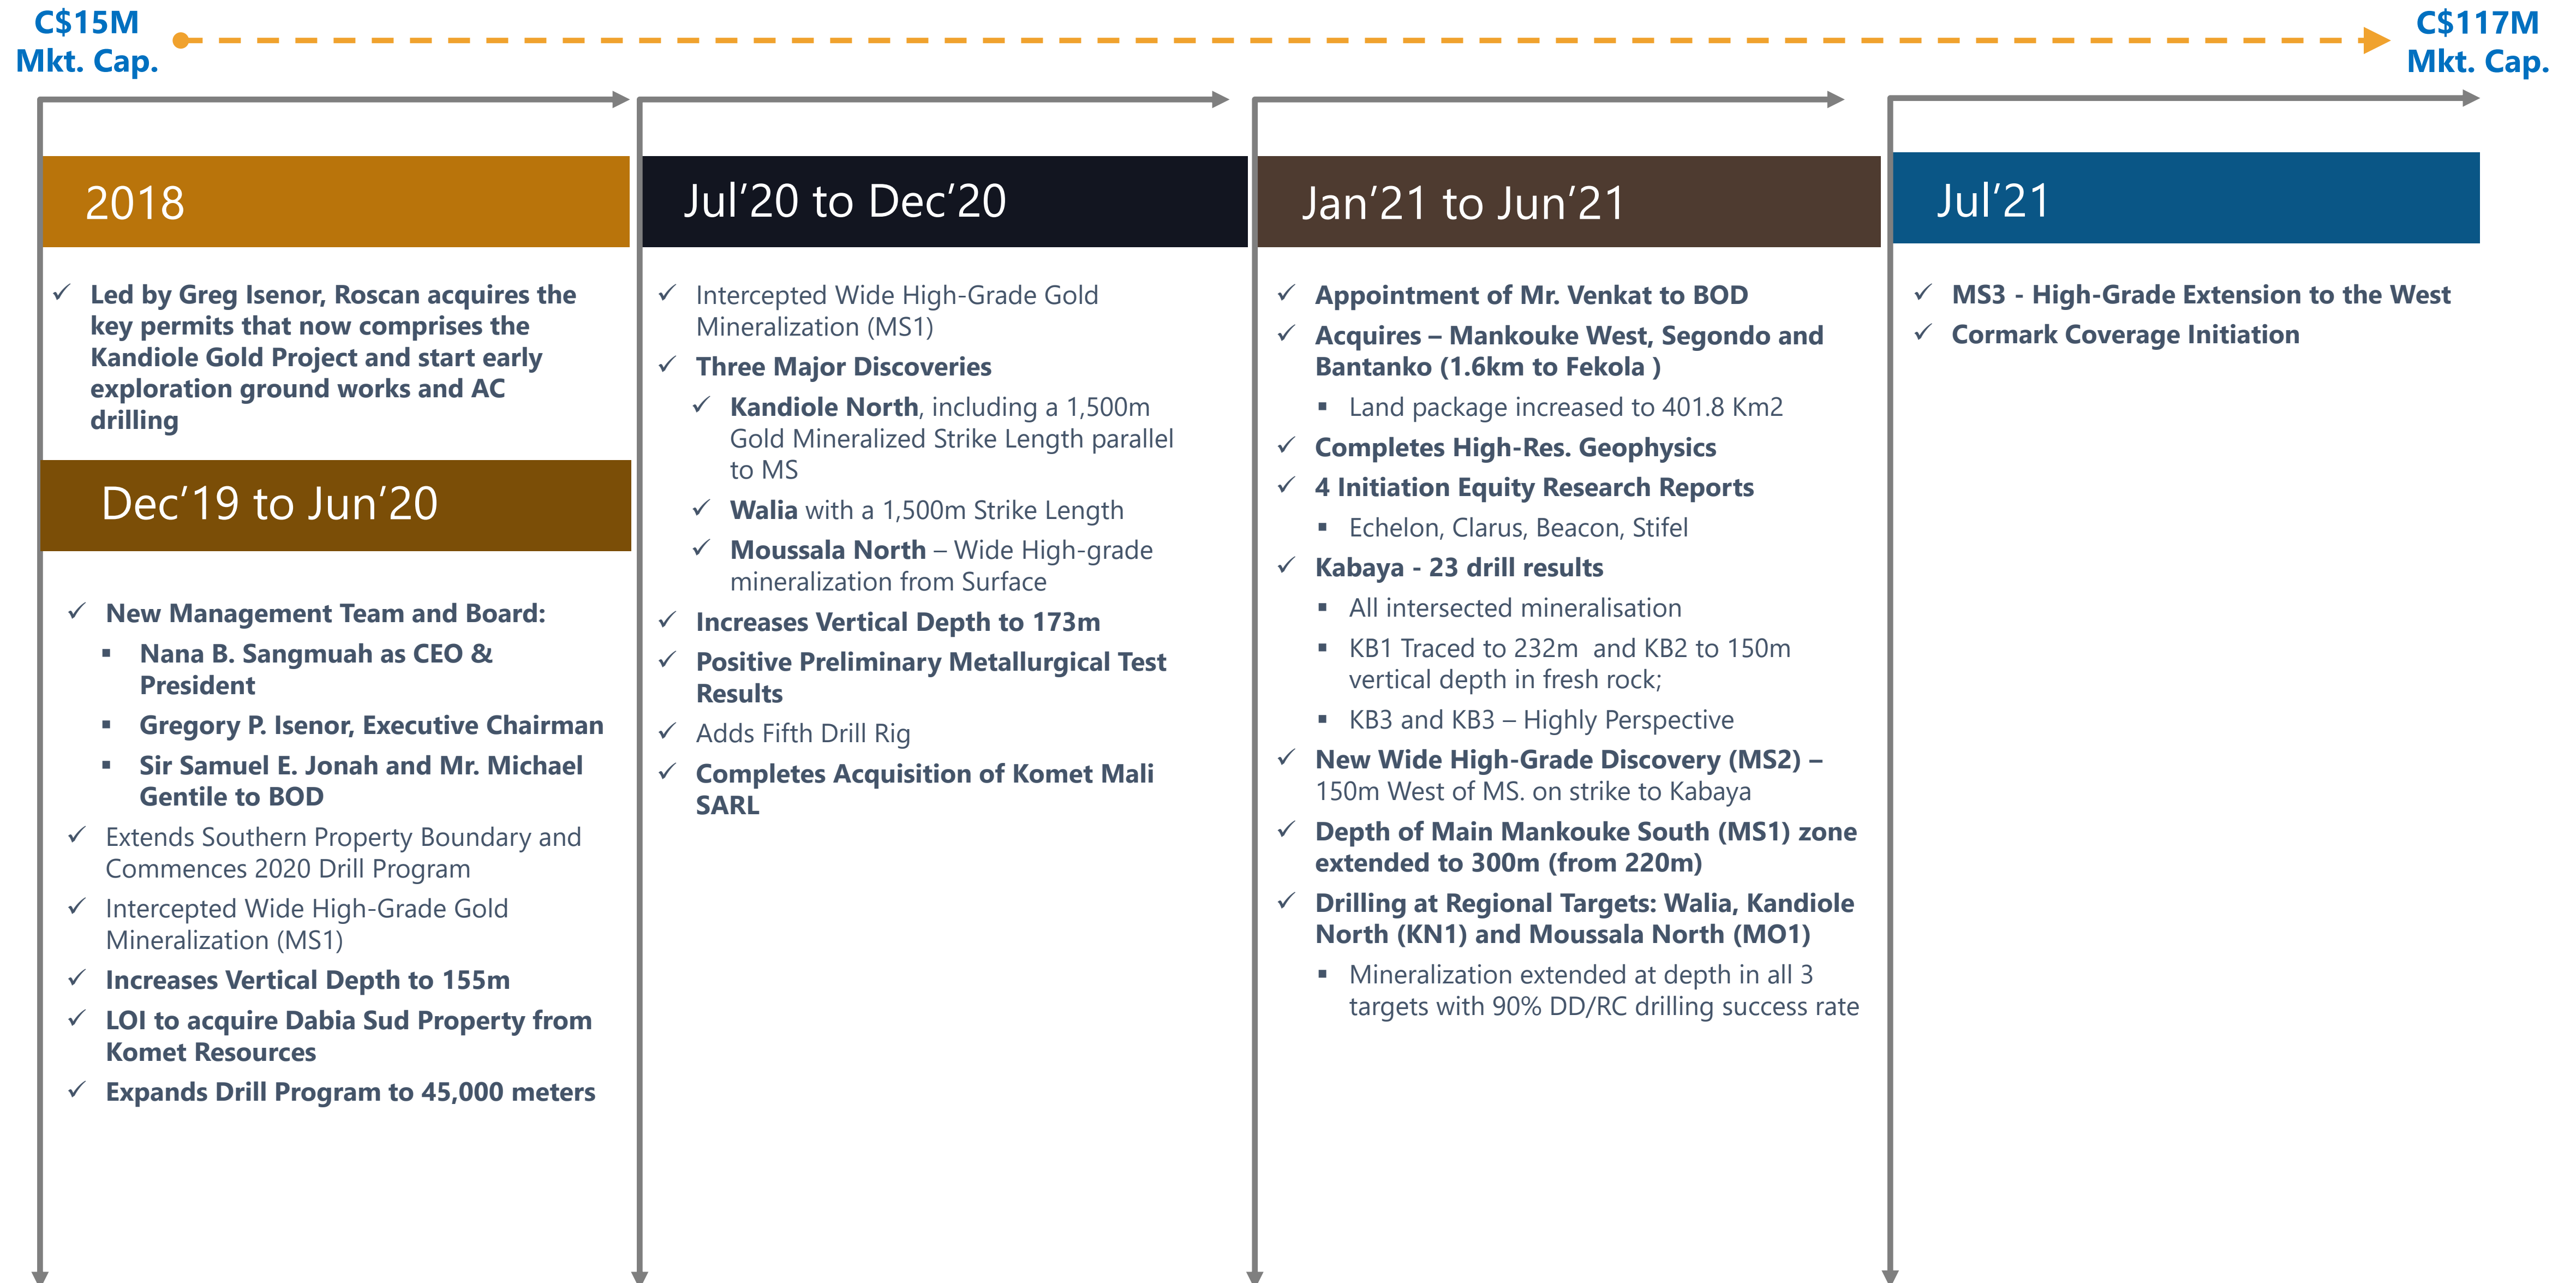 C$15M
Mkt. Cap.
C$117M
Mkt. Cap.
2018
✓ Led by Greg Isenor, Roscan acquires the
key permits that now comprises the
Kandiole Gold Project and start early
exploration ground works and AC
drilling
Dec’19 to Jun’20
✓ New Management Team and Board:
▪ Nana B. Sangmuah as CEO &
President
▪ Gregory P. Isenor, Executive Chairman
▪ Sir Samuel E. Jonah and Mr. Michael
Gentile to BOD
✓ Extends Southern Property Boundary and
Commences 2020 Drill Program
✓ Intercepted Wide High-Grade Gold
Mineralization (MS1)
✓ Increases Vertical Depth to 155m
✓ LOI to acquire Dabia Sud Property from
Komet Resources
✓ Expands Drill Program to 45,000 meters
Jul’20 to Dec’20
✓ Intercepted Wide High-Grade Gold
Mineralization (MS1)
✓ Three Major Discoveries
✓ Kandiole North, including a 1,500m
Gold Mineralized Strike Length parallel
to MS
✓ Walia with a 1,500m Strike Length
✓ Moussala North – Wide High-grade
mineralization from Surface
✓ Increases Vertical Depth to 173m
✓ Positive Preliminary Metallurgical Test
Results
✓ Adds Fifth Drill Rig
✓ Completes Acquisition of Komet Mali
SARL
Jan’21 to Jun’21
✓ Appointment of Mr. Venkat to BOD
✓ Acquires – Mankouke West, Segondo and
Bantanko (1.6km to Fekola )
▪ Land package increased to 401.8 Km2
✓ Completes High-Res. Geophysics
✓ 4 Initiation Equity Research Reports
▪ Echelon, Clarus, Beacon, Stifel
✓ Kabaya - 23 drill results
▪ All intersected mineralisation
▪ KB1 Traced to 232m  and KB2 to 150m
vertical depth in fresh rock;
▪ KB3 and KB3 – Highly Perspective
✓ New Wide High-Grade Discovery (MS2) –
150m West of MS. on strike to Kabaya
✓ Depth of Main Mankouke South (MS1) zone
extended to 300m (from 220m)
✓ Drilling at Regional Targets: Walia, Kandiole
North (KN1) and Moussala North (MO1)
▪ Mineralization extended at depth in all 3
targets with 90% DD/RC drilling success rate
Jul’21
✓ MS3 - High-Grade Extension to the West
✓ Cormark Coverage Initiation